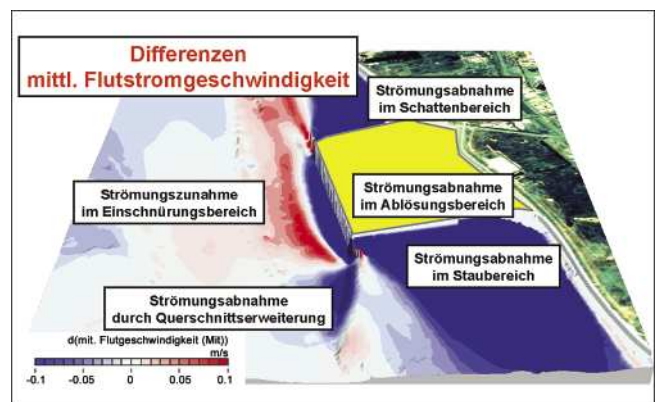 Differenzen
mittl. Flutstromgeschwindigkeit
Strömungsabnahme
im Schattenbereich
Strömungszunahme
im Einschnürungsbereich
Strömungsabnahme
im Ablösungsbereich
Strömungsabnahme
im Staubereich
Strömungsabnahme
durch Querschnittserweiterung
d(mit. Flutgeschwindigkeit (Mit))
m/s
-0.1 -0.05 0 0.05 0.1